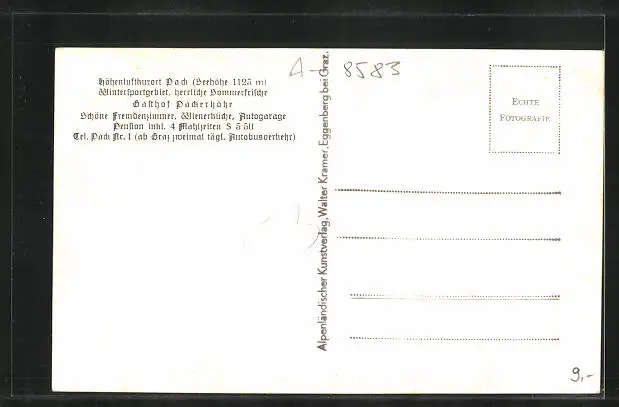 Höhenluftkurort Pack (Seehöhe 1125 m)
Wintersportgebiet, herrliche Sommerfrische
Gasthof Packerhöhe
Schöne Fremdenzimmer, Wienerküche, Autogarage
Pension inkl. 4 Mahlzeiten S 5·50.
Tel. Pack Nr. 1 (ab Graz zweimal tägl. Autobusverkehr)
Alpenländischer Kunstverlag, Walter Kramer, Eggenberg bei Graz.
A-8583
ECHTE
FOTOGRAFIE
9,-